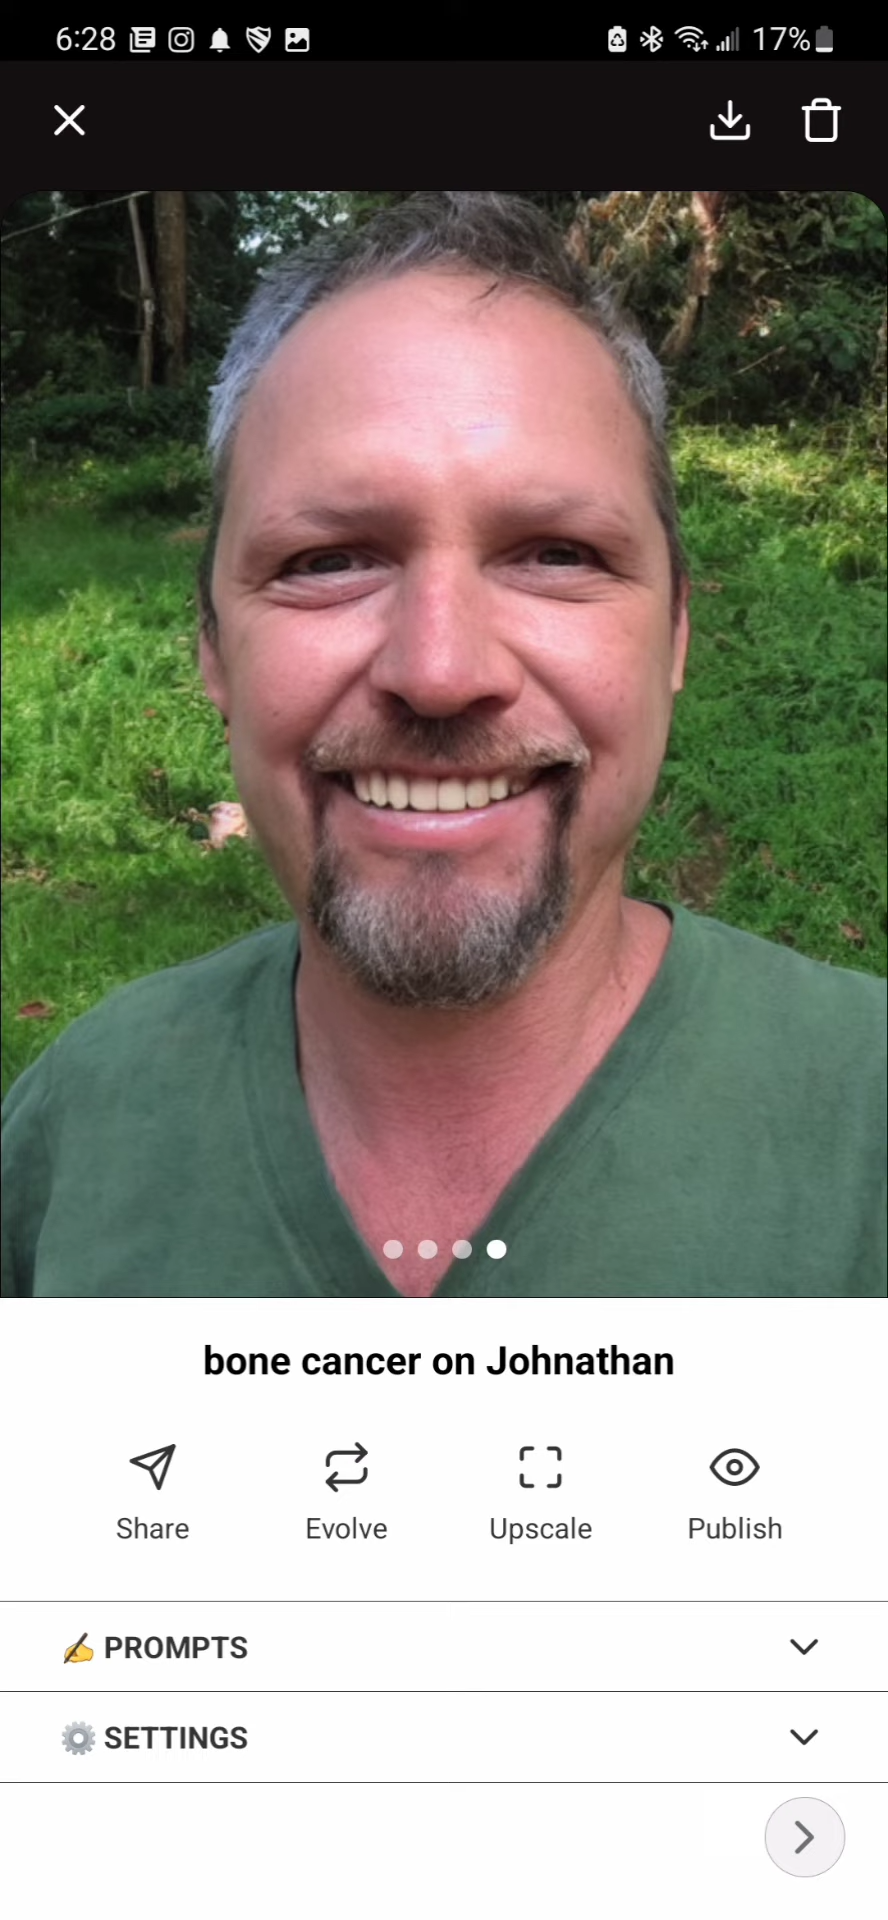 6:28
17%
bone cancer on Johnathan
Share
Evolve
Upscale
Publish
✍️ PROMPTS
⚙️ SETTINGS